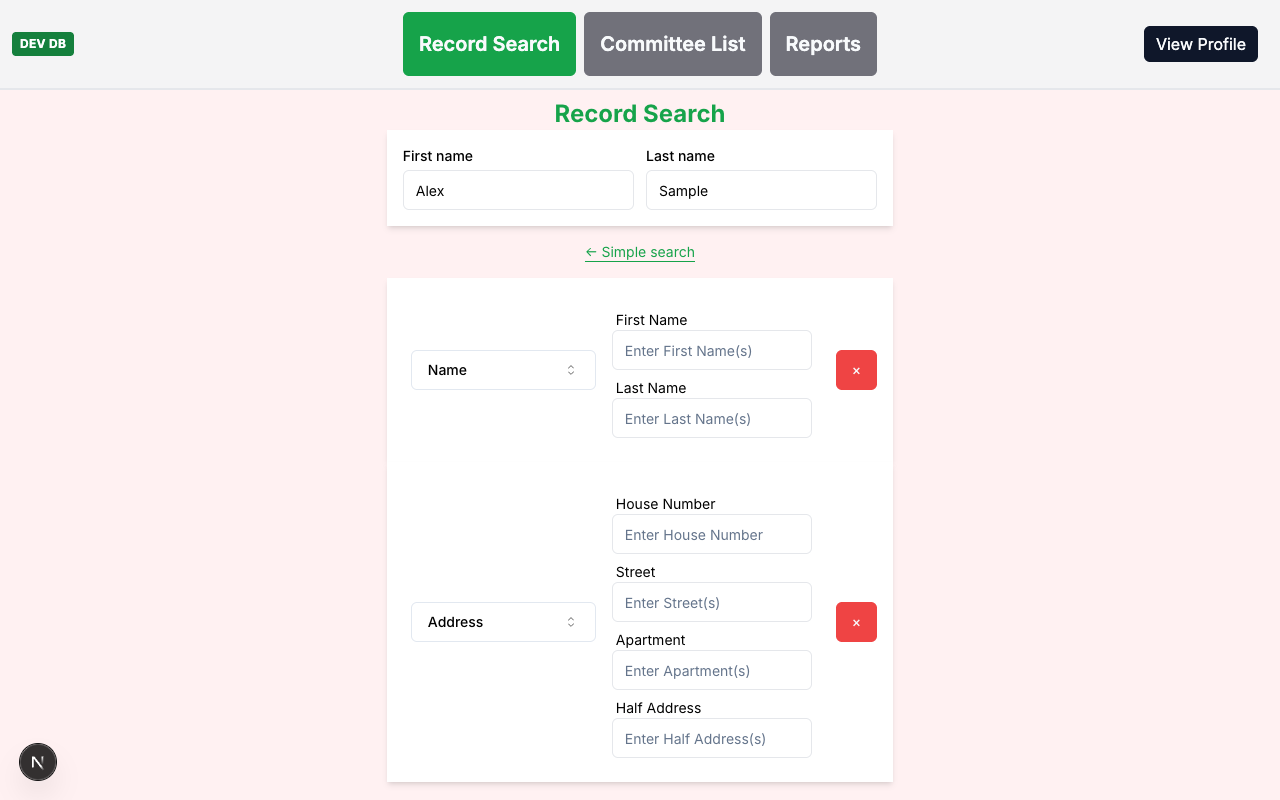 DEV DB
Record Search
Committee List
Reports
View Profile
Record Search
First name
Last name
Alex
Sample
← Simple search
Name
First Name
Enter First Name(s)
Last Name
Enter Last Name(s)
×
Address
House Number
Enter House Number
Street
Enter Street(s)
Apartment
Enter Apartment(s)
Half Address
Enter Half Address(s)
×
N